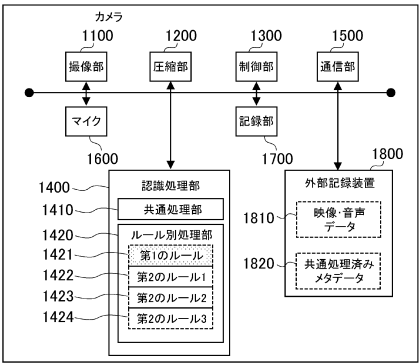 カメラ
1100
1200
1300
1500
撮像部
圧縮部
制御部
通信部
マイク
記録部
1600
1700
1800
1400
認識処理部
1410
共通処理部
1420
ルール別処理部
1421
第1のルール
1422
第2のルール1
1423
第2のルール2
1424
第2のルール3
外部記録装置
1810
映像・音声
データ
1820
共通処理済み
メタデータ